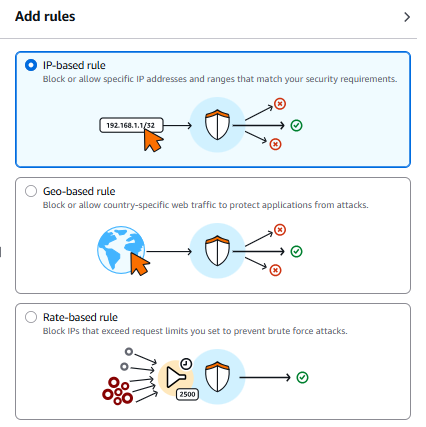 Add rules
IP-based rule
Block or allow specific IP addresses and ranges that match your security requirements.
192.168.1.1/32
Geo-based rule
Block or allow country-specific web traffic to protect applications from attacks.
Rate-based rule
Block IPs that exceed request limits you set to prevent brute force attacks.
2500